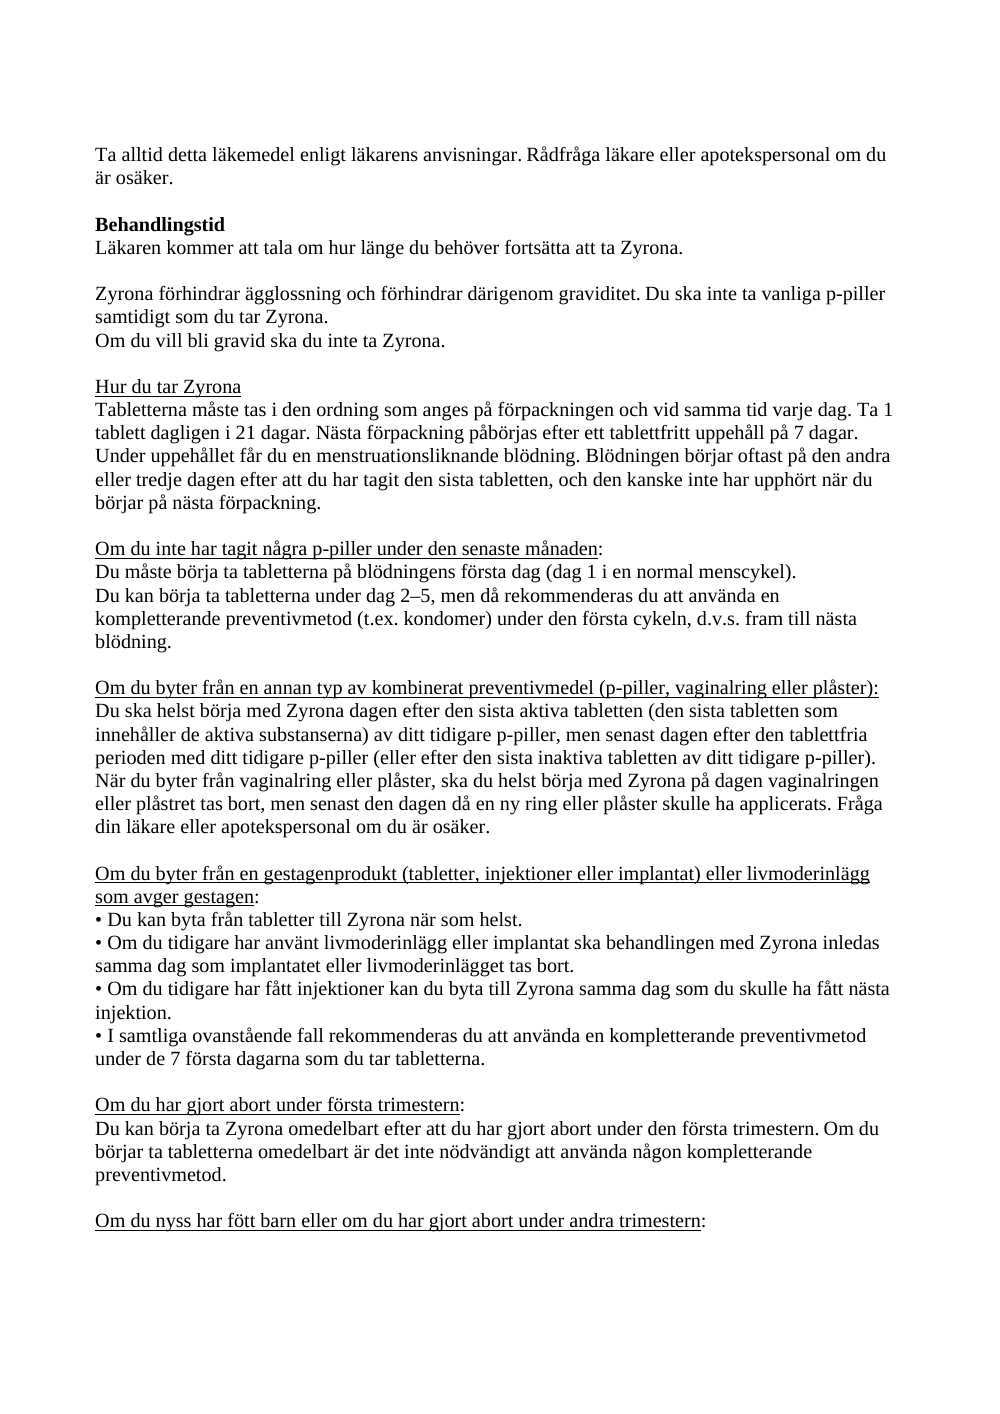 Ta alltid detta läkemedel enligt läkarens anvisningar. Rådfråga läkare eller apotekspersonal om du
är osäker.
Behandlingstid
Läkaren kommer att tala om hur länge du behöver fortsätta att ta Zyrona.
Zyrona förhindrar ägglossning och förhindrar därigenom graviditet. Du ska inte ta vanliga p-piller
samtidigt som du tar Zyrona.
Om du vill bli gravid ska du inte ta Zyrona.
Hur du tar Zyrona
Tabletterna måste tas i den ordning som anges på förpackningen och vid samma tid varje dag. Ta 1
tablett dagligen i 21 dagar. Nästa förpackning påbörjas efter ett tablettfritt uppehåll på 7 dagar.
Under uppehållet får du en menstruationsliknande blödning. Blödningen börjar oftast på den andra
eller tredje dagen efter att du har tagit den sista tabletten, och den kanske inte har upphört när du
börjar på nästa förpackning.
Om du inte har tagit några p-piller under den senaste månaden:
Du måste börja ta tabletterna på blödningens första dag (dag 1 i en normal menscykel).
Du kan börja ta tabletterna under dag 2–5, men då rekommenderas du att använda en
kompletterande preventivmetod (t.ex. kondomer) under den första cykeln, d.v.s. fram till nästa
blödning.
Om du byter från en annan typ av kombinerat preventivmedel (p-piller, vaginalring eller plåster):
Du ska helst börja med Zyrona dagen efter den sista aktiva tabletten (den sista tabletten som
innehåller de aktiva substanserna) av ditt tidigare p-piller, men senast dagen efter den tablettfria
perioden med ditt tidigare p-piller (eller efter den sista inaktiva tabletten av ditt tidigare p-piller).
När du byter från vaginalring eller plåster, ska du helst börja med Zyrona på dagen vaginalringen
eller plåstret tas bort, men senast den dagen då en ny ring eller plåster skulle ha applicerats. Fråga
din läkare eller apotekspersonal om du är osäker.
Om du byter från en gestagenprodukt (tabletter, injektioner eller implantat) eller livmoderinlägg
som avger gestagen:
• Du kan byta från tabletter till Zyrona när som helst.
• Om du tidigare har använt livmoderinlägg eller implantat ska behandlingen med Zyrona inledas
samma dag som implantatet eller livmoderinlägget tas bort.
• Om du tidigare har fått injektioner kan du byta till Zyrona samma dag som du skulle ha fått nästa
injektion.
• I samtliga ovanstående fall rekommenderas du att använda en kompletterande preventivmetod
under de 7 första dagarna som du tar tabletterna.
Om du har gjort abort under första trimestern:
Du kan börja ta Zyrona omedelbart efter att du har gjort abort under den första trimestern. Om du
börjar ta tabletterna omedelbart är det inte nödvändigt att använda någon kompletterande
preventivmetod.
Om du nyss har fött barn eller om du har gjort abort under andra trimestern: